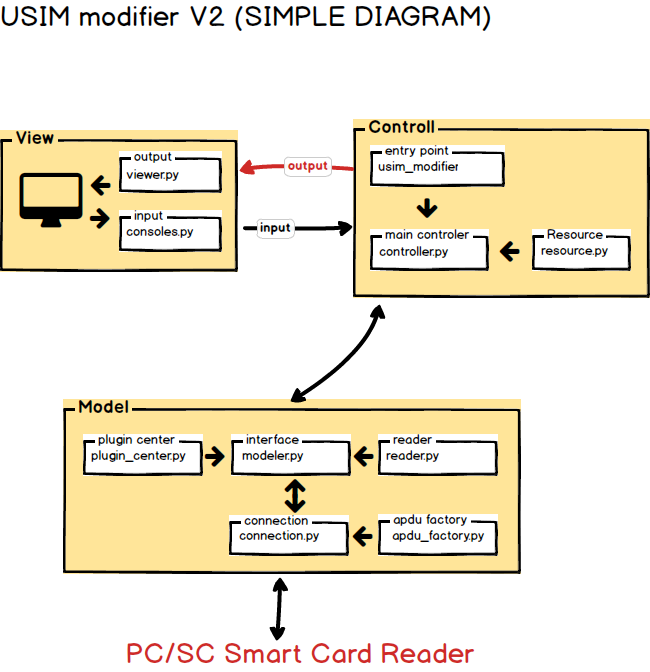 USIM modifier V2 (SIMPLE DIAGRAM)
View
output
viewer.py
input
consoles.py
output
input
Controll
entry point
usim_modifier
main controler
controller.py
Resource
resource.py
Model
plugin center
plugin_center.py
interface
modeler.py
reader
reader.py
connection
connection.py
apdu factory
apdu_factory.py
PC/SC Smart Card Reader